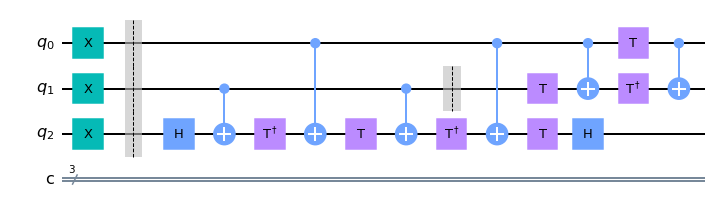 q₀ X T
q₁ X T T†
q₂ X H T† T T† T H
3
c